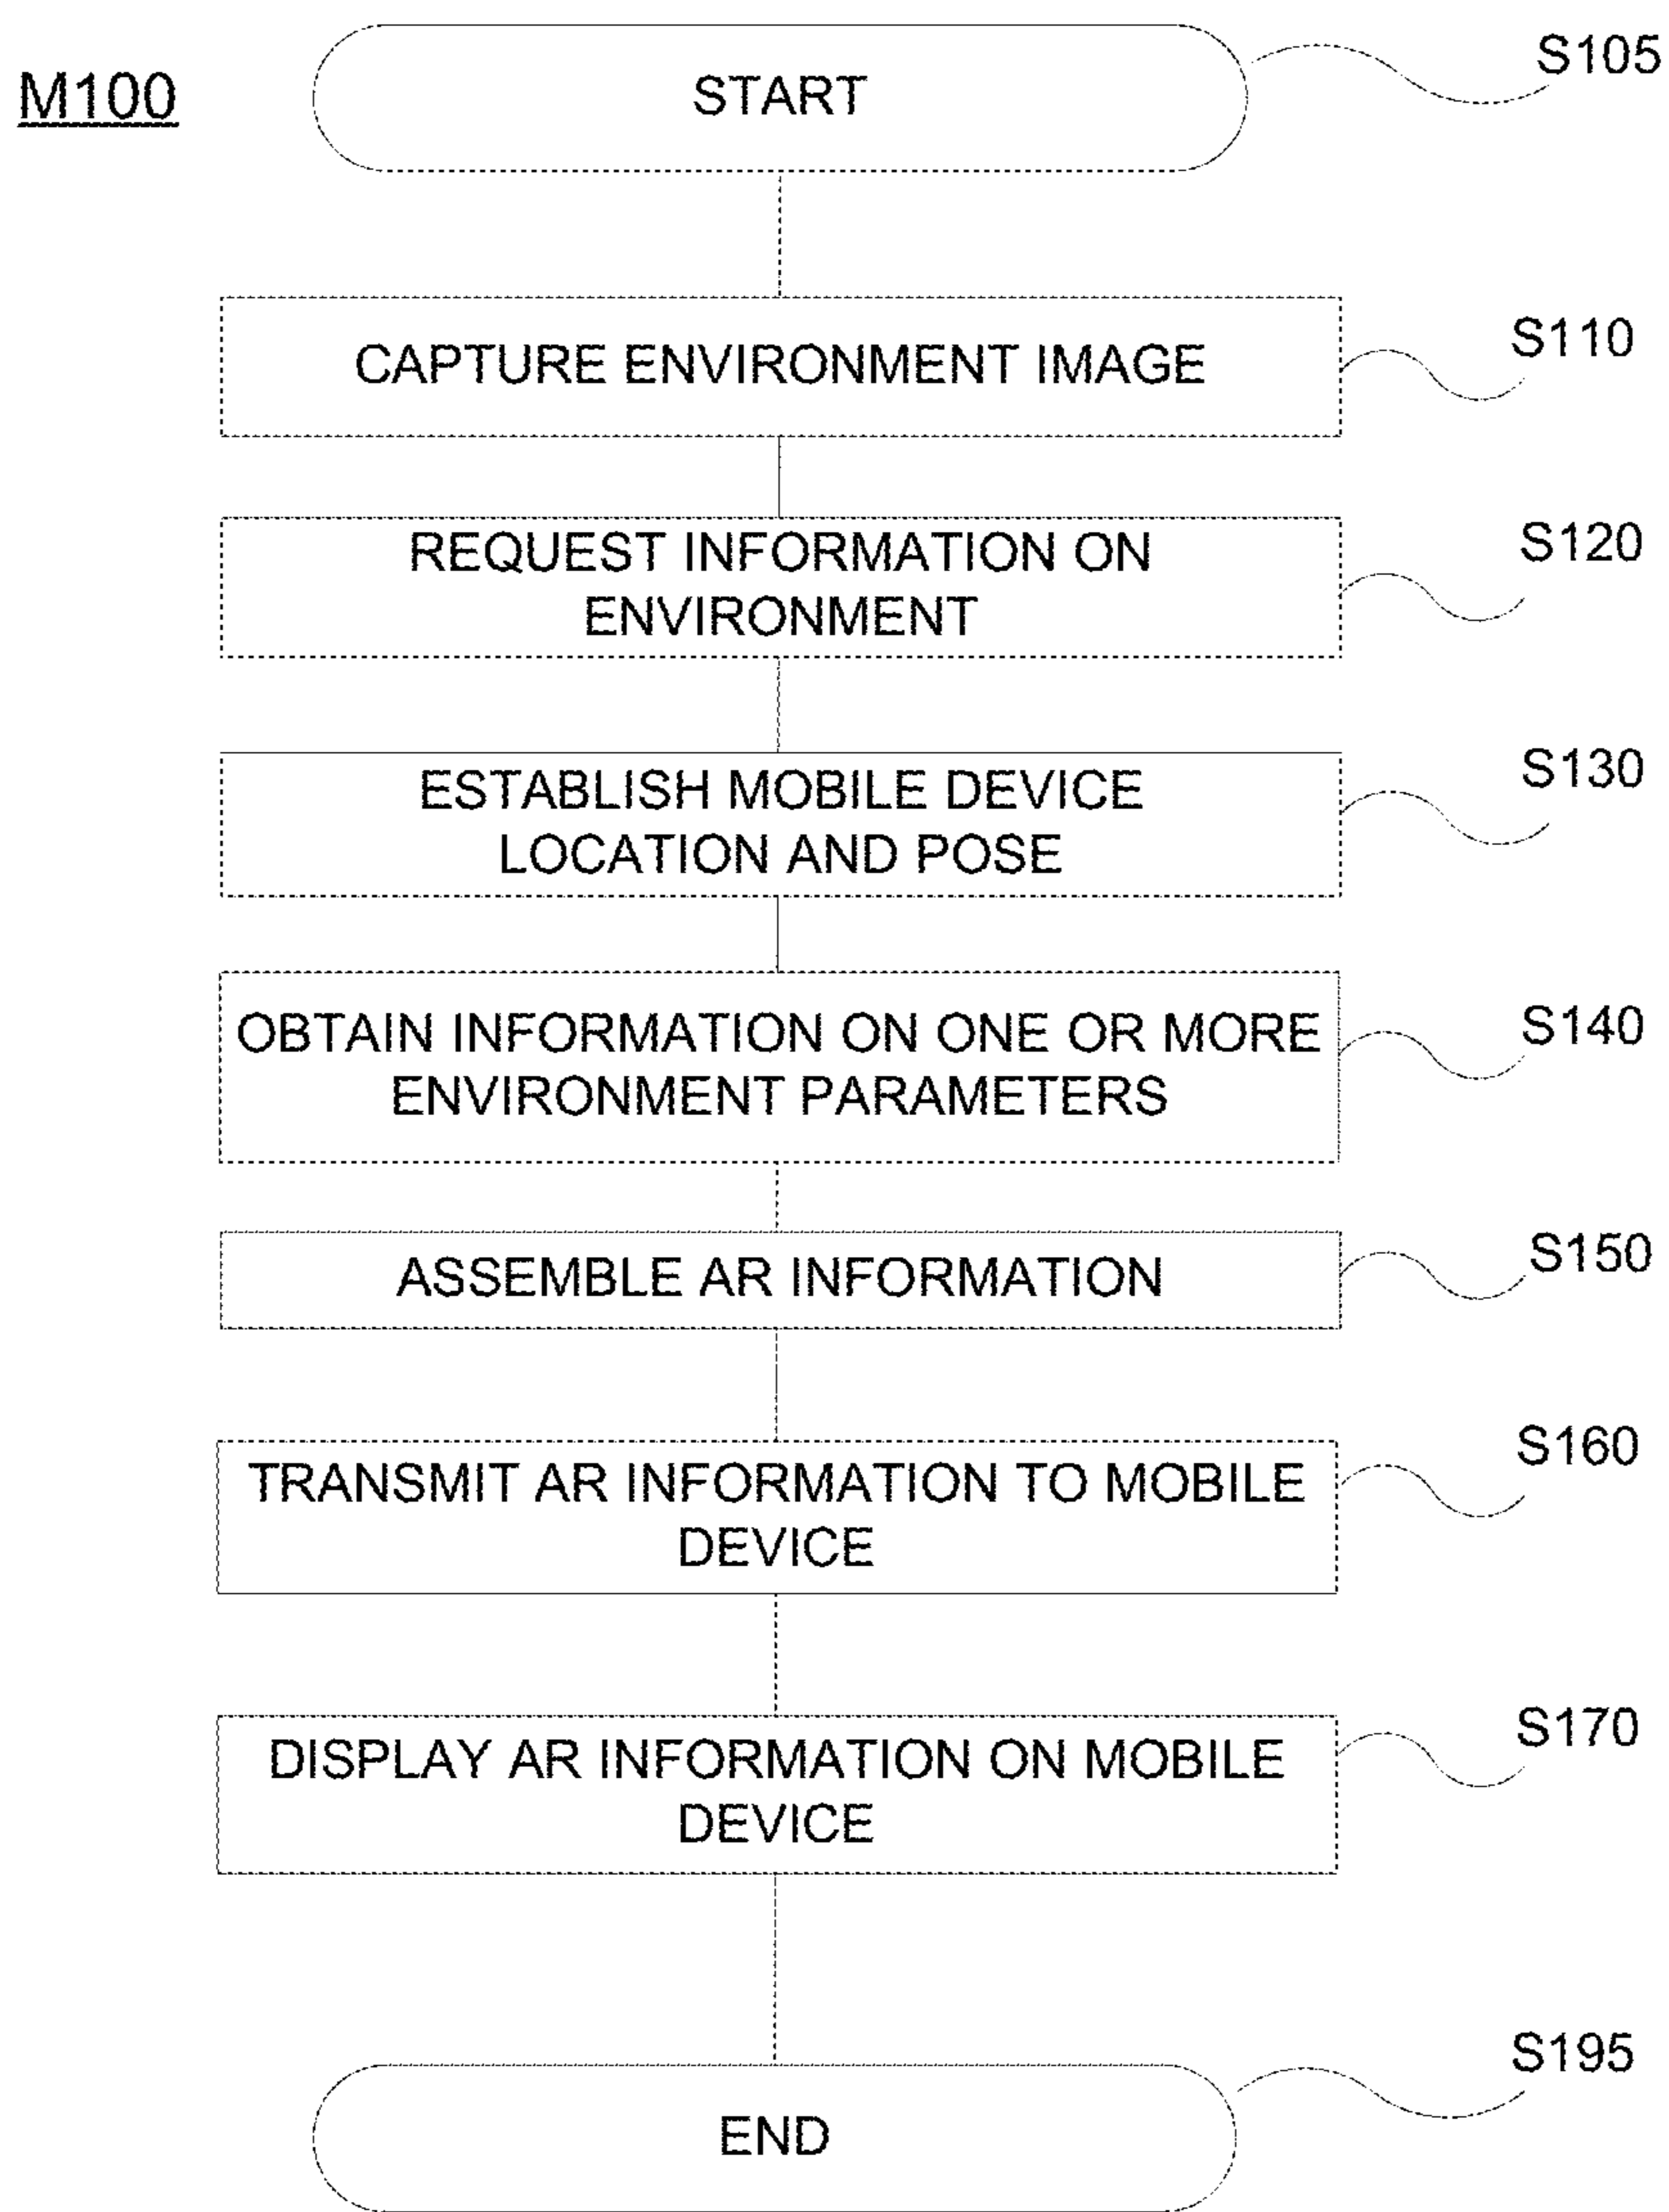 M100
START
S105
CAPTURE ENVIRONMENT IMAGE
S110
REQUEST INFORMATION ON
ENVIRONMENT
S120
ESTABLISH MOBILE DEVICE
LOCATION AND POSE
S130
OBTAIN INFORMATION ON ONE OR MORE
ENVIRONMENT PARAMETERS
S140
ASSEMBLE AR INFORMATION
S150
TRANSMIT AR INFORMATION TO MOBILE
DEVICE
S160
DISPLAY AR INFORMATION ON MOBILE
DEVICE
S170
END
S195